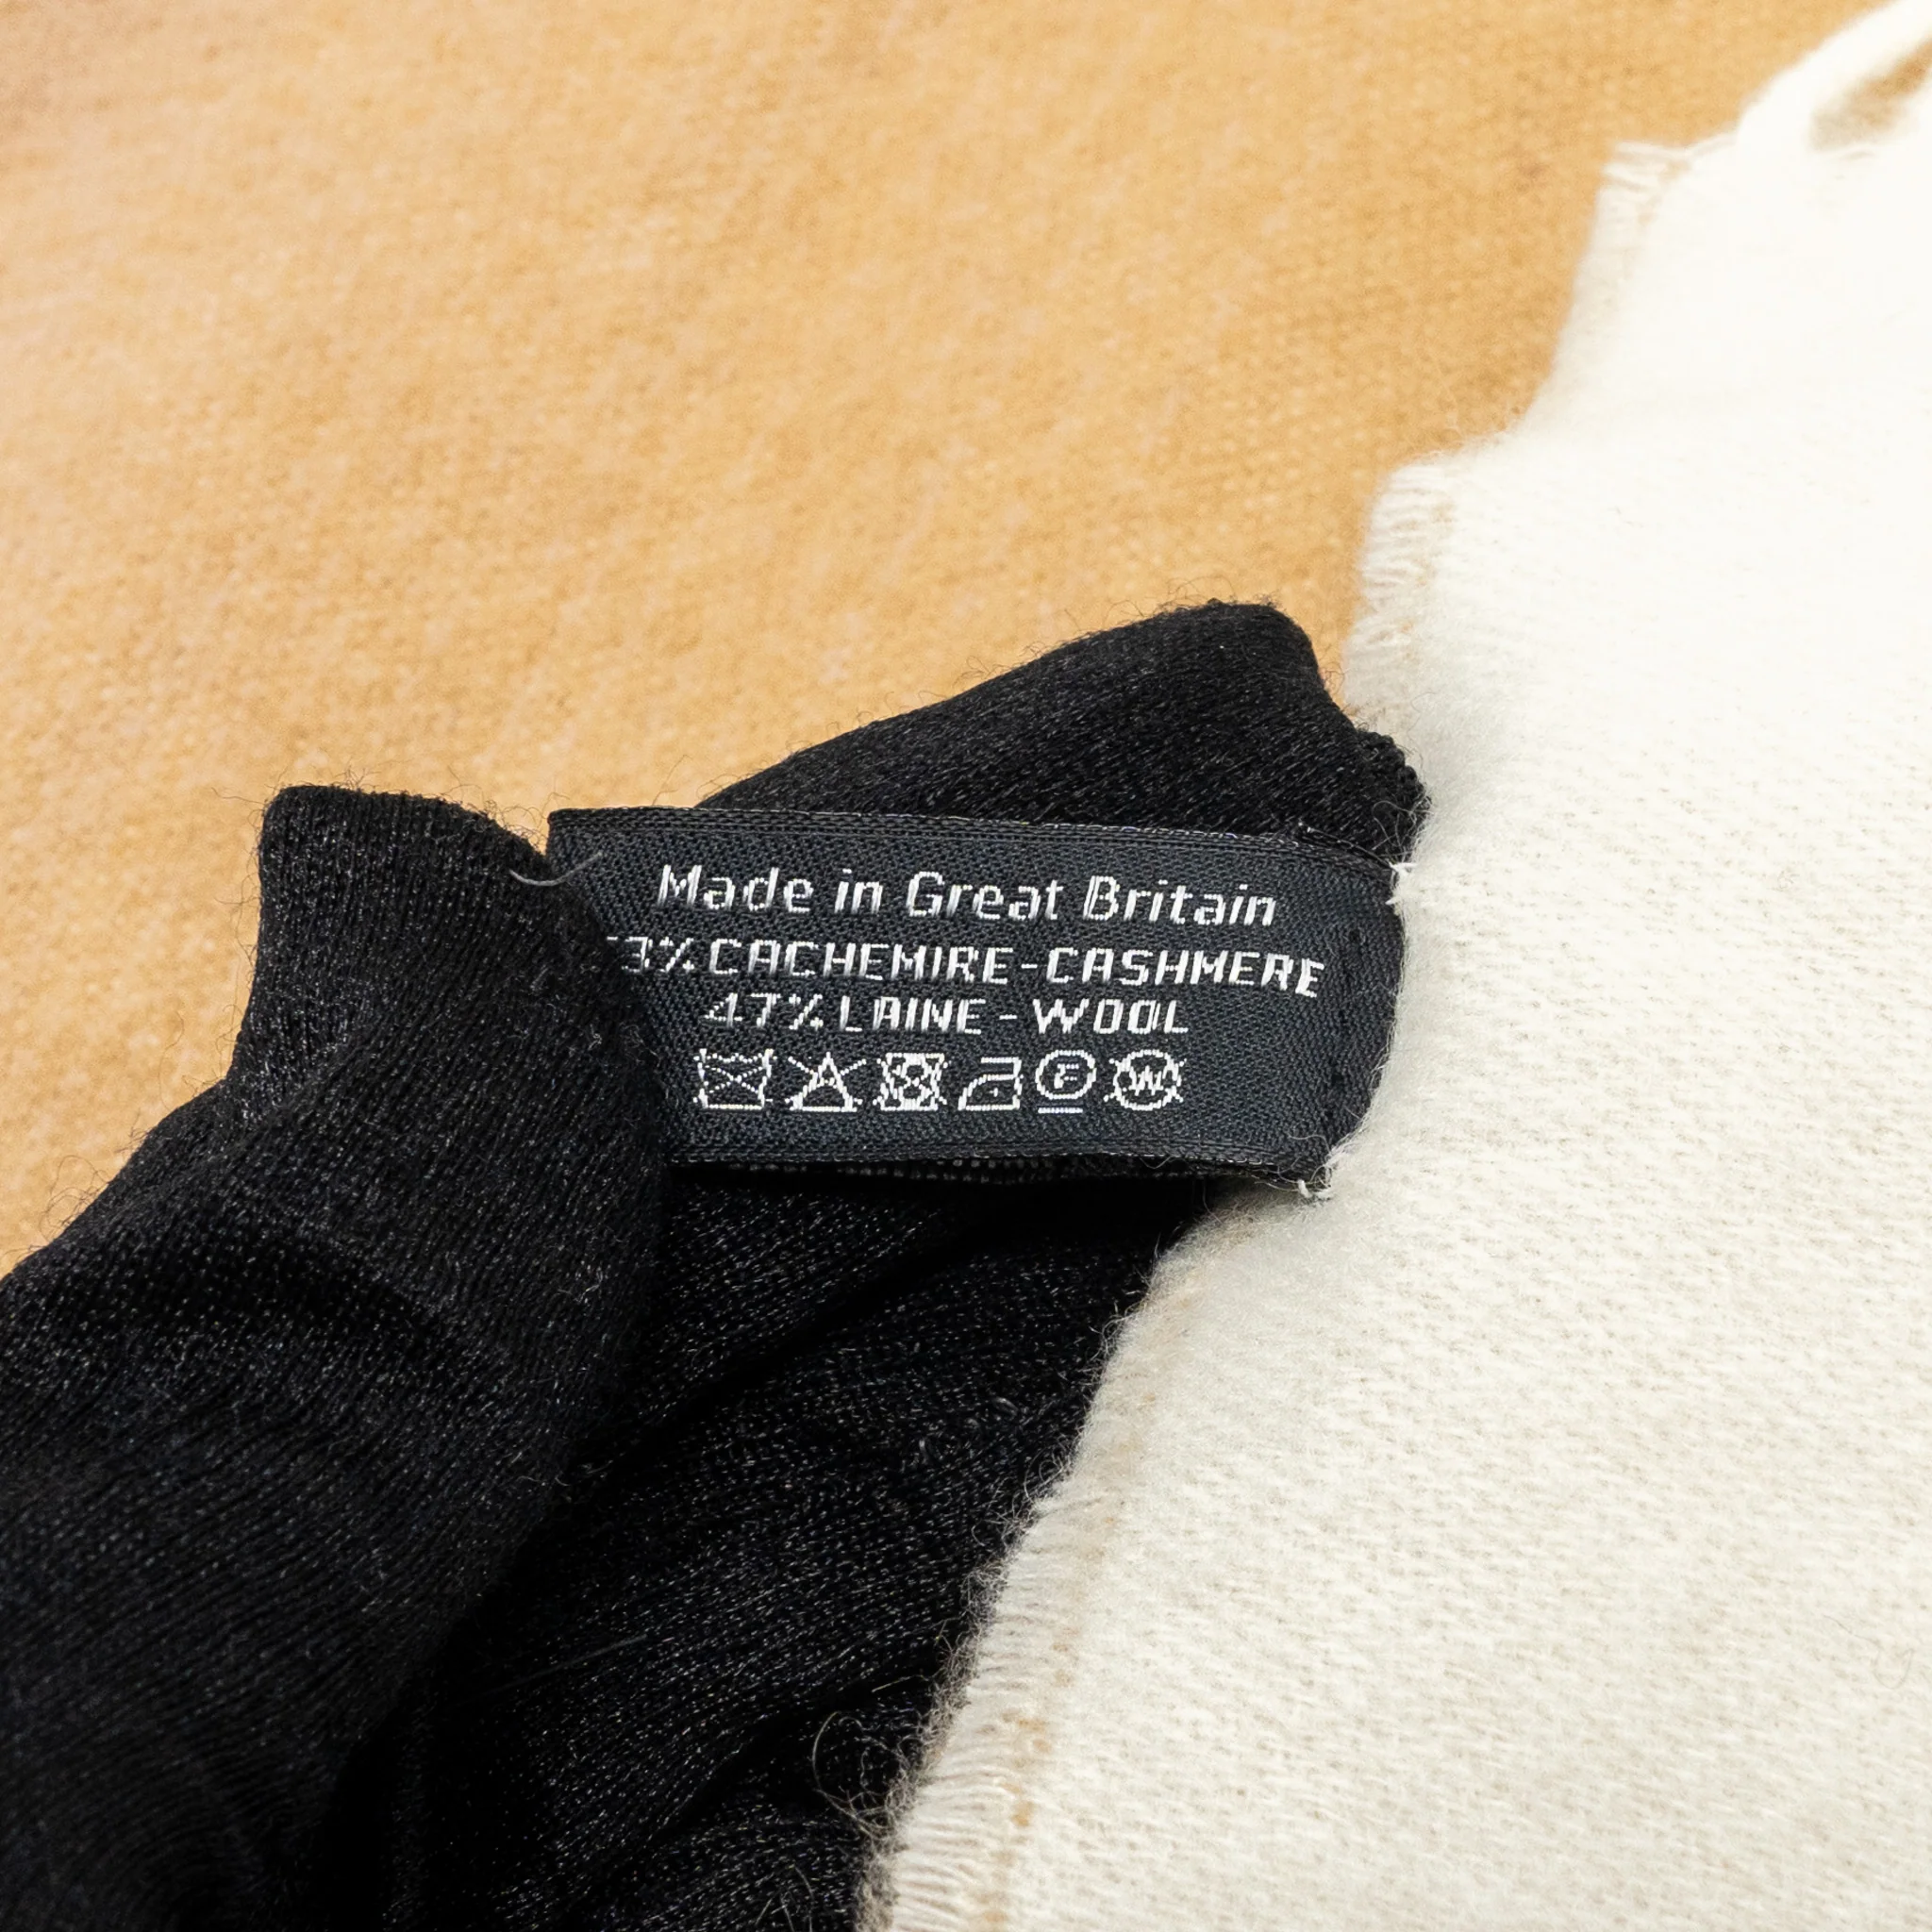 Made in Great Britain
3% CACHEMIRE-CASHMERE
47% LAINE-WOOL